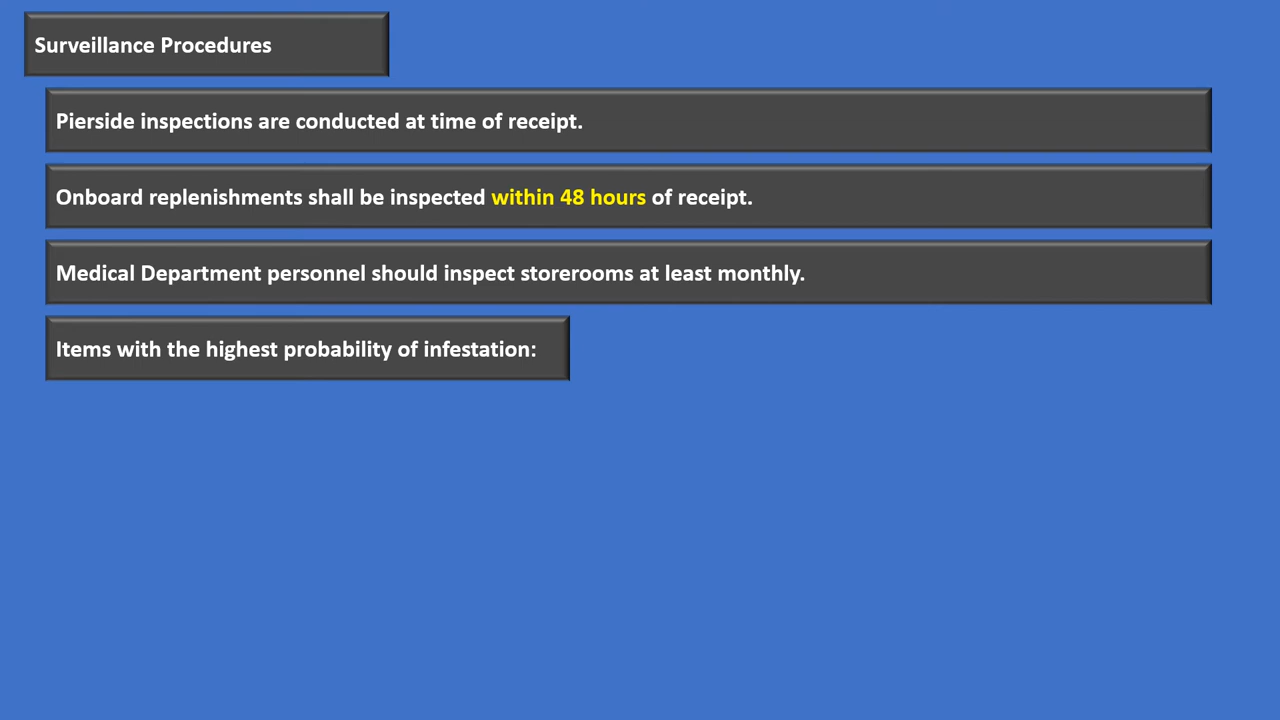 Surveillance Procedures
Pierside inspections are conducted at time of receipt.
Onboard replenishments shall be inspected within 48 hours of receipt.
Medical Department personnel should inspect storerooms at least monthly.
Items with the highest probability of infestation: